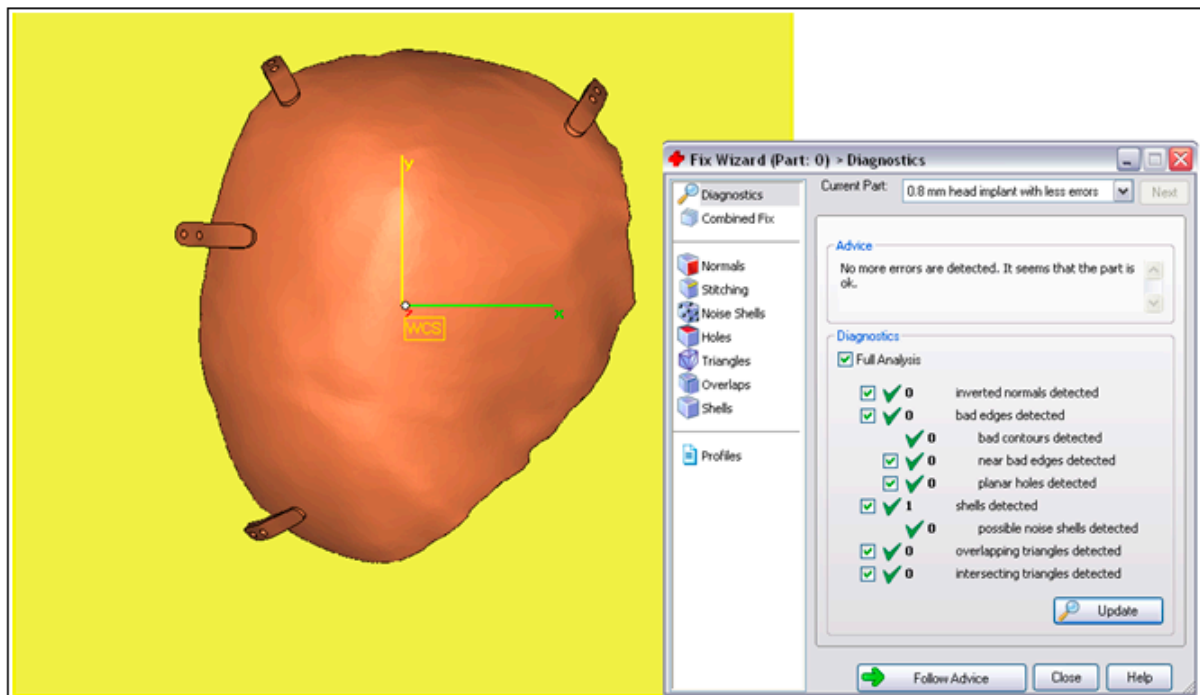 y
x
WCS
Fix Wizard (Part: 0) > Diagnostics
Diagnostics
Combined Fix
Normals
Stitching
Noise Shells
Holes
Triangles
Overlaps
Shells
Profiles
Current Part: 0.8 mm head implant with less errors Next
Advice
No more errors are detected. It seems that the part is
ok.
Diagnostics
Full Analysis
0 inverted normals detected
0 bad edges detected
0 bad contours detected
0 near bad edges detected
0 planar holes detected
1 shells detected
0 possible noise shells detected
0 overlapping triangles detected
0 intersecting triangles detected
Update
Follow Advice Close Help